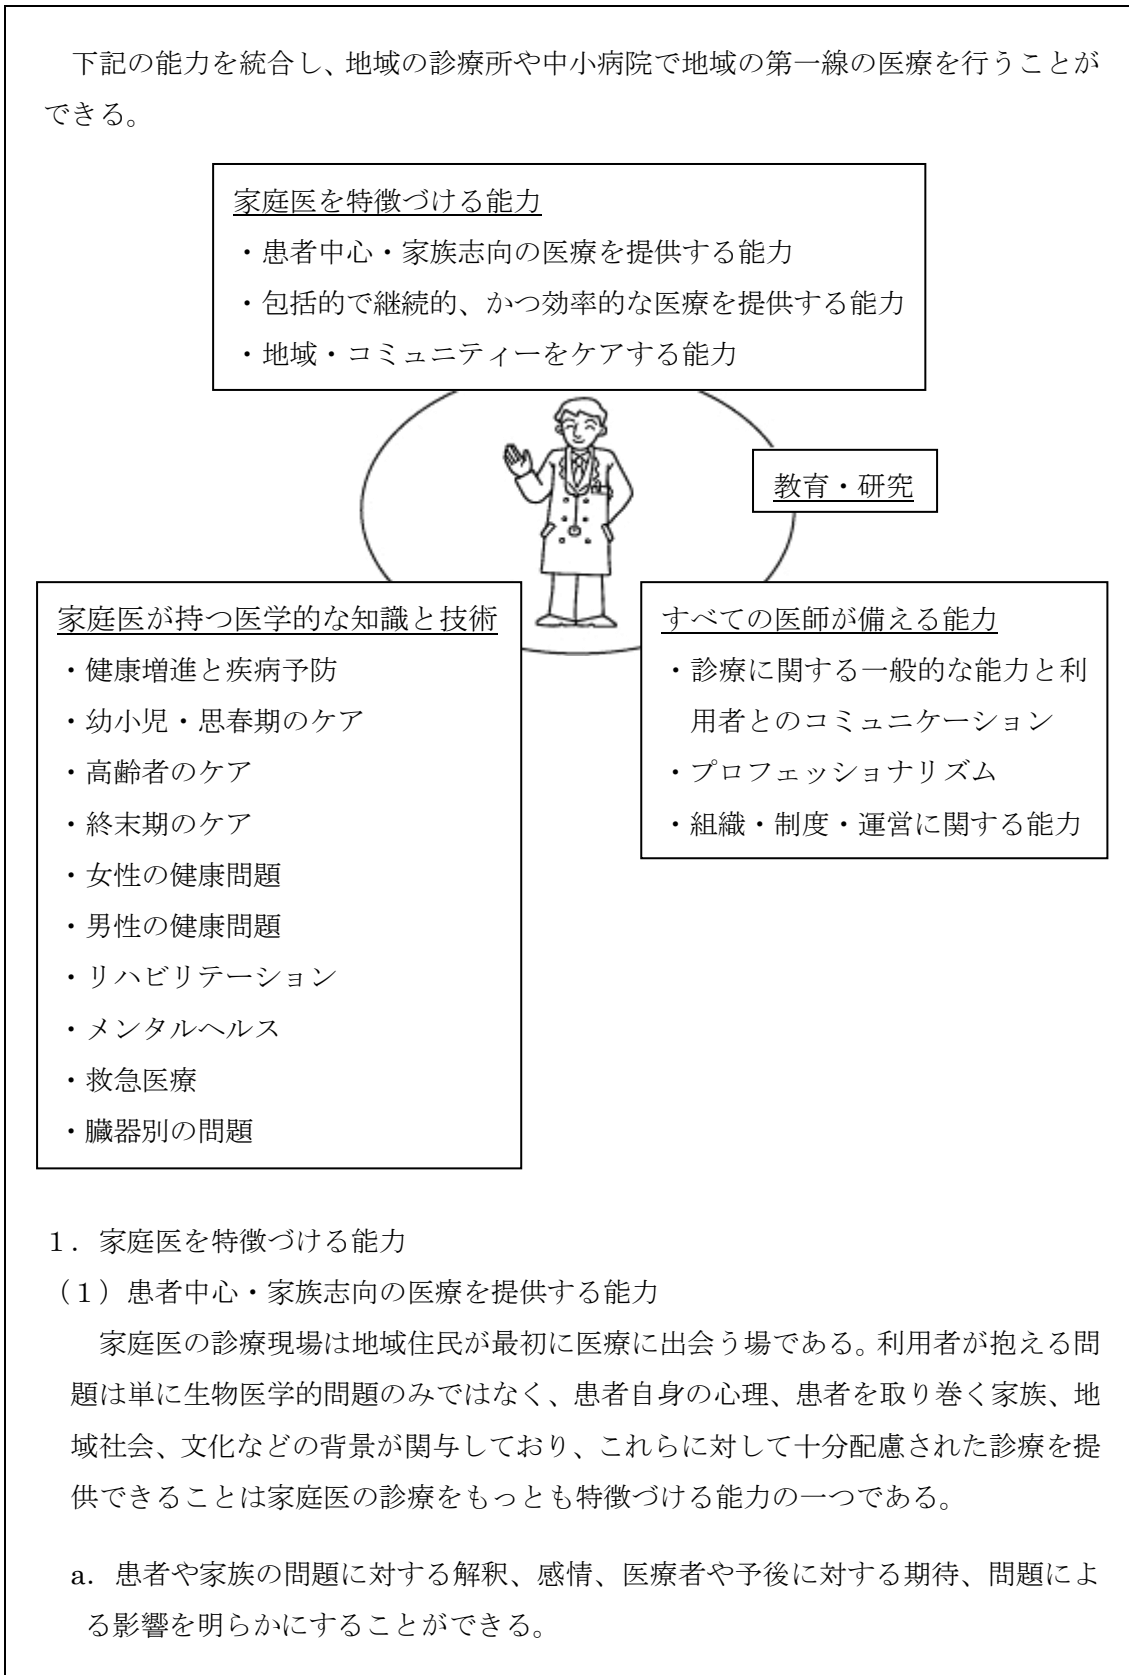 下記の能力を統合し、地域の診療所や中小病院で地域の第一線の医療を行うことが
できる。
家庭医を特徴づける能力
・患者中心・家族志向の医療を提供する能力
・包括的で継続的、かつ効率的な医療を提供する能力
・地域・コミュニティーをケアする能力
教育・研究
家庭医が持つ医学的な知識と技術
・健康増進と疾病予防
・幼小児・思春期のケア
・高齢者のケア
・終末期のケア
・女性の健康問題
・男性の健康問題
・リハビリテーション
・メンタルヘルス
・救急医療
・臓器別の問題
すべての医師が備える能力
・診療に関する一般的な能力と利
用者とのコミュニケーション
・プロフェッショナリズム
・組織・制度・運営に関する能力
１．家庭医を特徴づける能力
（１）患者中心・家族志向の医療を提供する能力
家庭医の診療現場は地域住民が最初に医療に出会う場である。利用者が抱える問
題は単に生物医学的問題のみではなく、患者自身の心理、患者を取り巻く家族、地
域社会、文化などの背景が関与しており、これらに対して十分配慮された診療を提
供できることは家庭医の診療をもっとも特徴づける能力の一つである。
a．患者や家族の問題に対する解釈、感情、医療者や予後に対する期待、問題によ
る影響を明らかにすることができる。